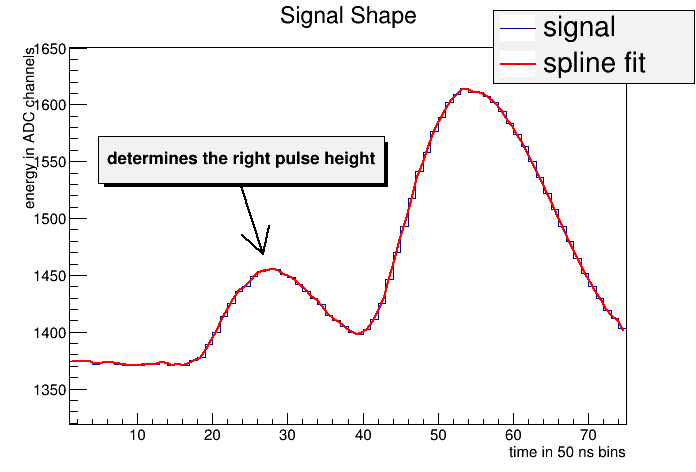 Signal Shape
signal
spline fit
energy in ADC channels
1650
1600
1550
1500
1450
1400
1350
determines the right pulse height
10 20 30 40 50 60 70
time in 50 ns bins